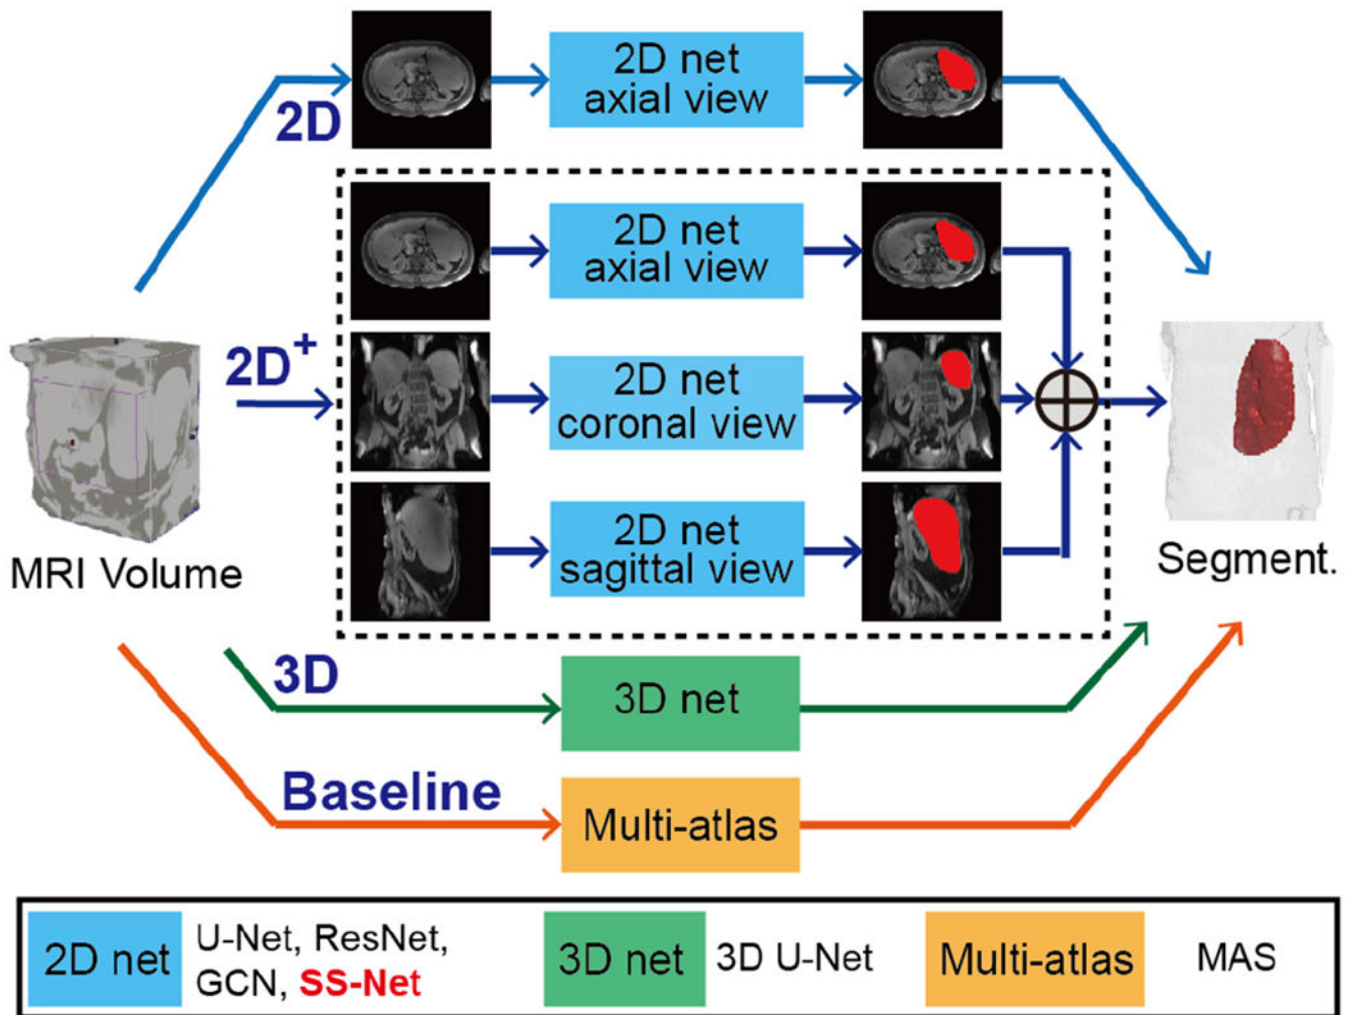 2D
2D net
axial view
2D+
2D net
axial view
2D net
coronal view
2D net
sagittal view
MRI Volume
Segment.
3D
3D net
Baseline
Multi-atlas
2D net
U-Net, ResNet,
GCN, SS-Net
3D net
3D U-Net
Multi-atlas
MAS